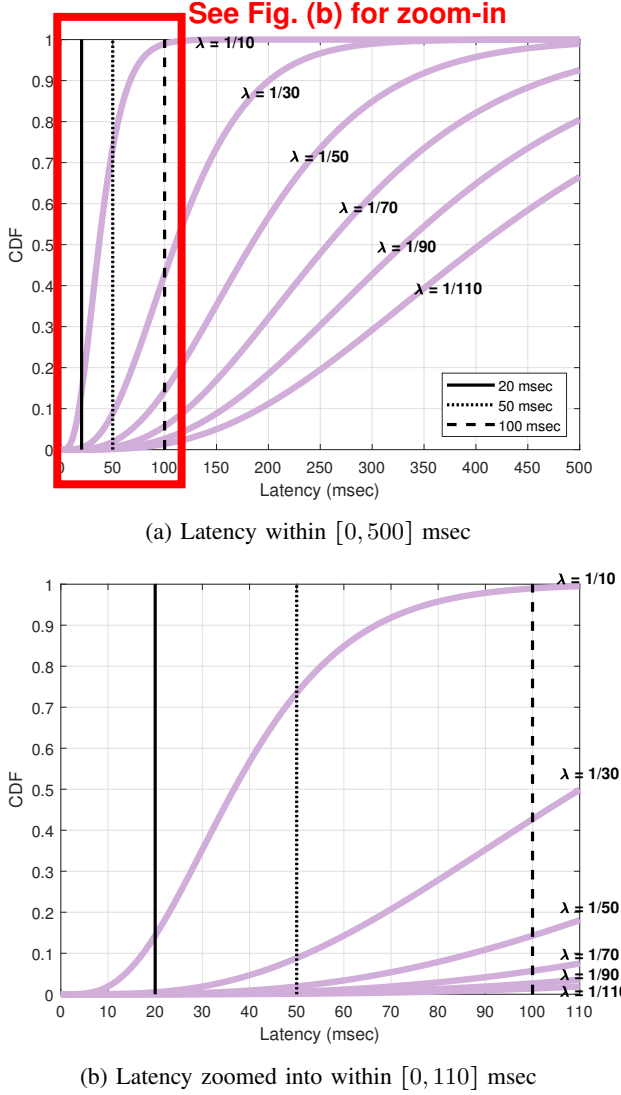 See Fig. (b) for zoom-in
1
0.9
0.8
0.7
0.6
0.5
0.4
0.3
0.2
0.1
0
CDF
λ = 1/10
λ = 1/30
λ = 1/50
λ = 1/70
λ = 1/90
λ = 1/110
20 msec
50 msec
100 msec
0 50 100 150 200 250 300 350 400 450 500
Latency (msec)
(a) Latency within [0, 500] msec
1
0.9
0.8
0.7
0.6
0.5
0.4
0.3
0.2
0.1
0
CDF
λ = 1/10
λ = 1/30
λ = 1/50
λ = 1/70
λ = 1/90
λ = 1/110
0 10 20 30 40 50 60 70 80 90 100 110
Latency (msec)
(b) Latency zoomed into within [0, 110] msec